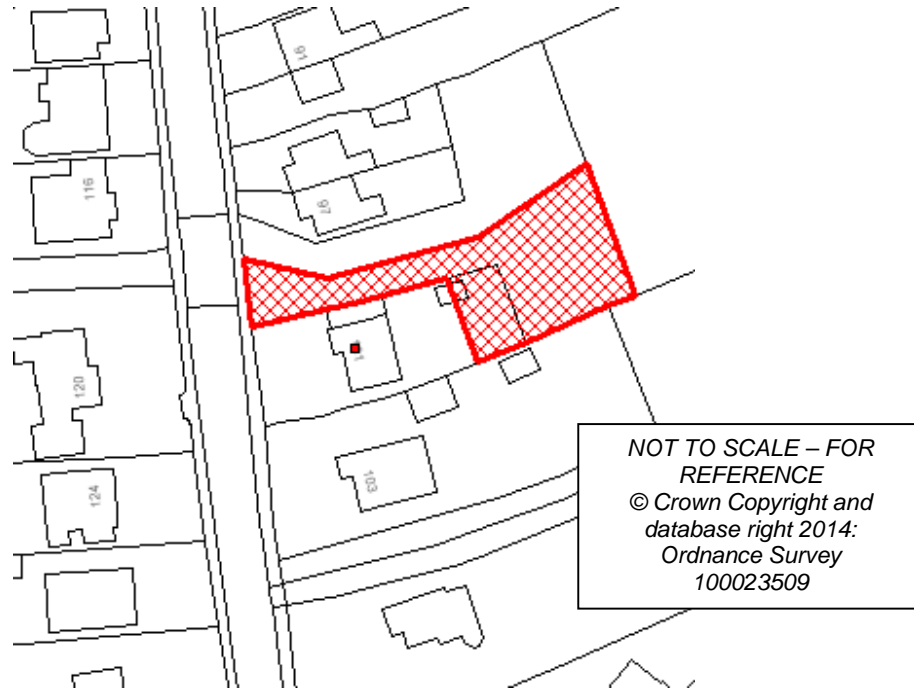 91
116
97
120
124
103
NOT TO SCALE – FOR
REFERENCE
© Crown Copyright and
database right 2014:
Ordnance Survey
100023509